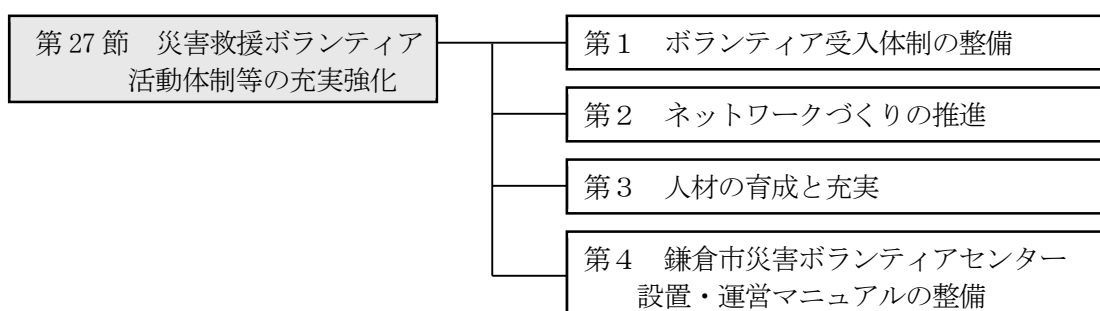 第27節　災害救援ボランティア
活動体制等の充実強化
第１　ボランティア受入体制の整備
第２　ネットワークづくりの推進
第３　人材の育成と充実
第４　鎌倉市災害ボランティアセンター
設置・運営マニュアルの整備